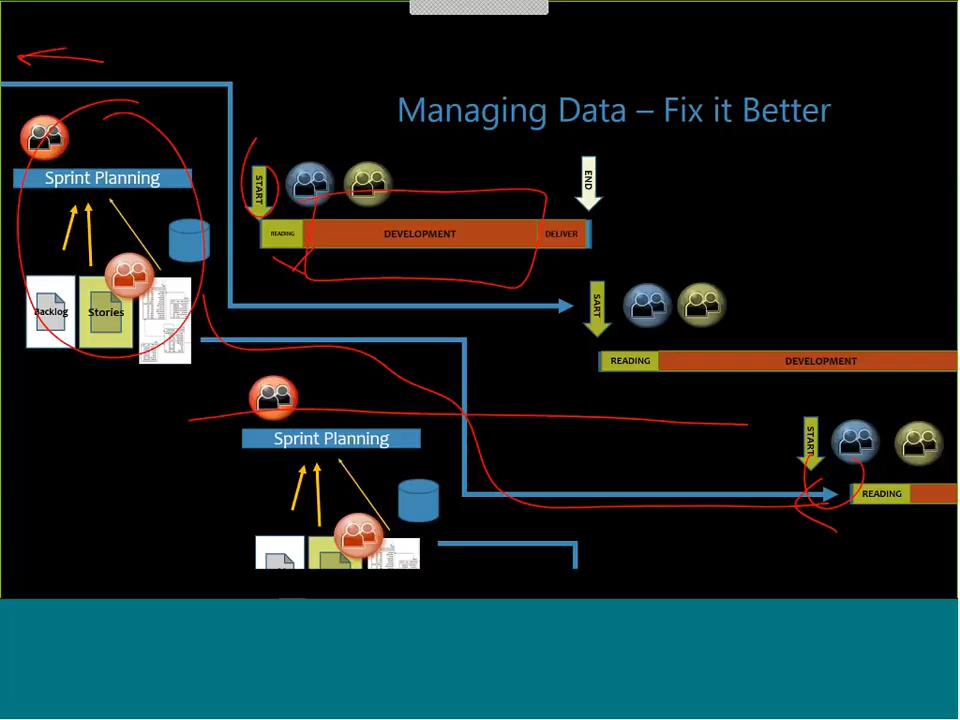 Managing Data – Fix it Better
Sprint Planning
START
END
READING
DEVELOPMENT
DELIVER
Backlog
Stories
SART
READING
DEVELOPMENT
Sprint Planning
START
READING